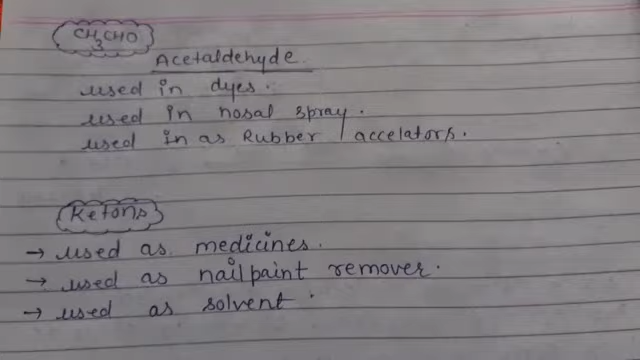 CH3CHO
Acetaldehyde
used in dyes.
used in nosal spray.
used in as Rubber / accelators.
Ketons
→ used as medicines.
→ used as nailpaint remover.
→ used as solvent.